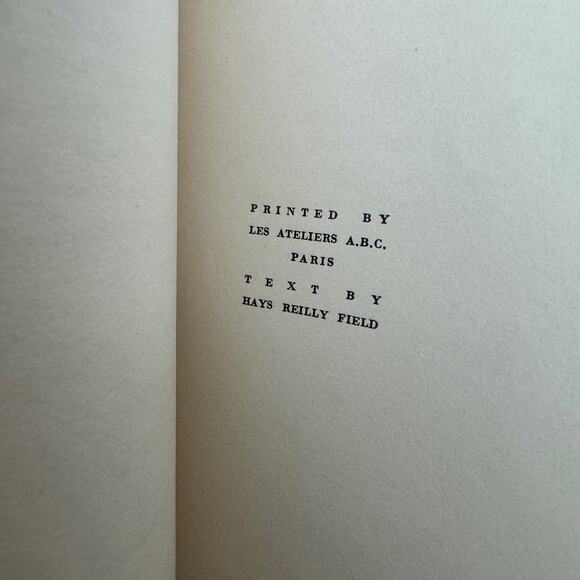 PRINTED BY
LES ATELIERS A.B.C.
PARIS
TEXT BY
HAYS REILLY FIELD